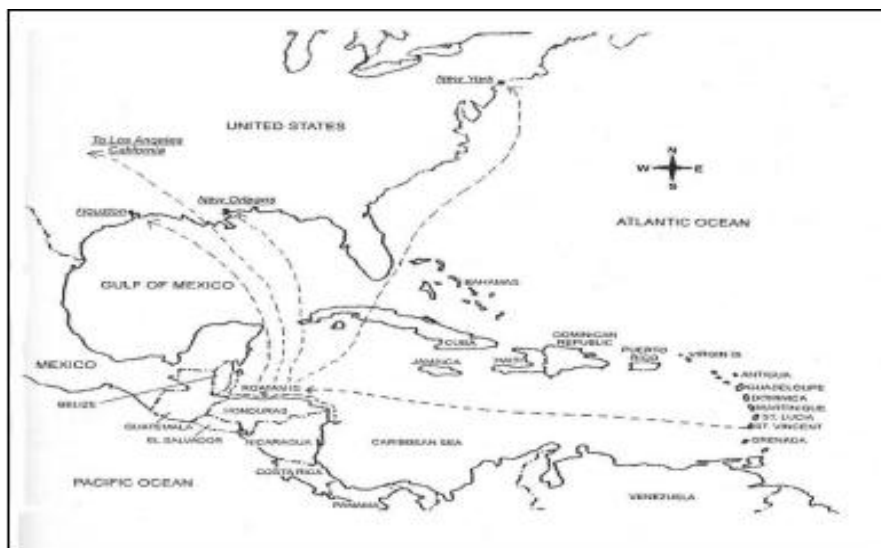 New York
UNITED STATES
To Los Angeles
California
N
W
E
S
New Orleans
Houston
ATLANTIC OCEAN
GULF OF MEXICO
BAHAMAS
MEXICO
CUBA
DOMINICAN
REPUBLIC
PUERTO
RICO
VIRGIN IS
JAMAICA
HAITI
ANTIGUA
ROATAN IS
GUADELOUPE
DOMINICA
BELIZE
HONDURAS
MARTINIQUE
ST. LUCIA
GUATEMALA
ST. VINCENT
EL SALVADOR
NICARAGUA
CARIBBEAN SEA
GRENADA
COSTA RICA
PACIFIC OCEAN
PANAMA